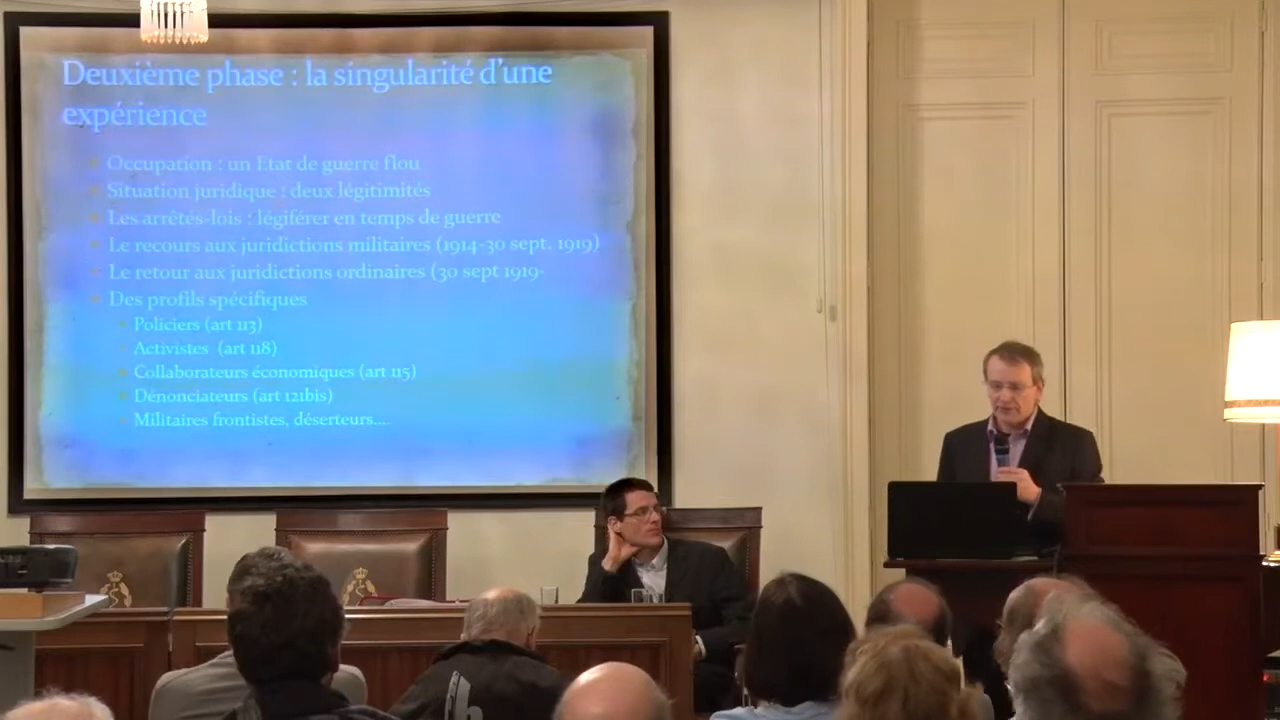 Deuxième phase : la singularité d'une
expérience
Occupation : un Etat de guerre flou
Situation juridique : deux légitimités
Les arrêtés-lois : légiférer en temps de guerre
Le recours aux juridictions militaires (1914-30 sept. 1919)
Le retour aux juridictions ordinaires (30 sept 1919-
Des profils spécifiques
Policiers (art 113)
Activistes (art 118)
Collaborateurs économiques (art 115)
Dénonciateurs (art 121bis)
Militaires frontistes, déserteurs....